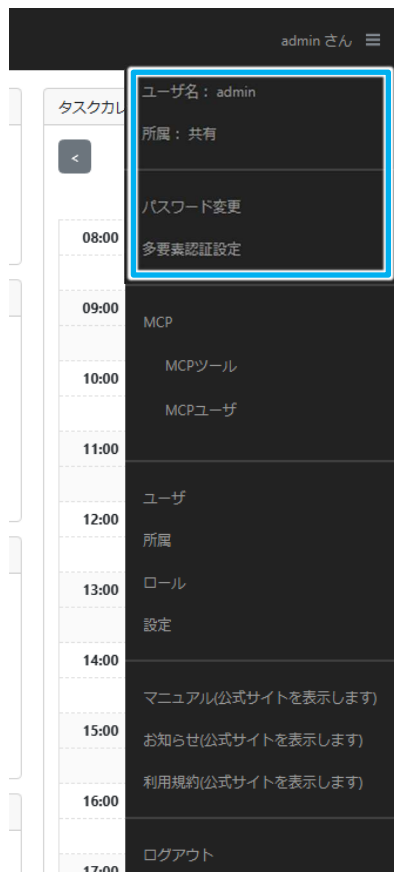 admin さん ☰
ユーザ名： admin
タスクカレ
所属： 共有
<
パスワード変更
08:00
多要素認証設定
09:00
MCP
MCPツール
10:00
MCPユーザ
11:00
ユーザ
12:00
所属
13:00
ロール
設定
14:00
マニュアル(公式サイトを表示します)
15:00
お知らせ(公式サイトを表示します)
利用規約(公式サイトを表示します)
16:00
ログアウト
17:00